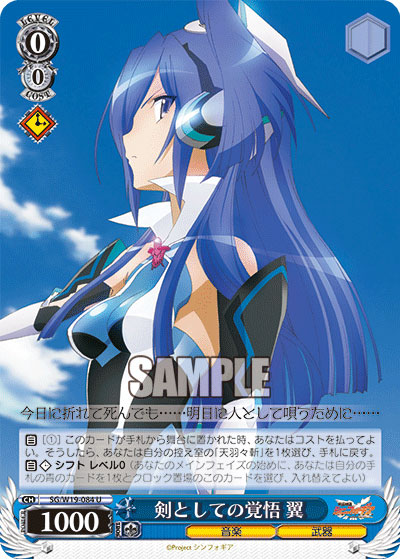 LEVEL
0
0
COST
SAMPLE
今日に折れて死んでも……明日に人として唄うために……
自 [①] このカードが手札から舞台に置かれた時、あなたはコストを払ってよ
い。そうしたら、あなたは自分の控え室の「天羽々斬」を1枚選び、手札に戻す。
自 シフト レベル0 (あなたのメインフェイズの始めに、あなたは自分の手札
の青のカードを1枚とクロック置場のこのカードを選び、入れ替えてよい)
CH
SG/W19-084 U
1000
剣としての覚悟 翼
音楽
武器
©Project シンフォギア